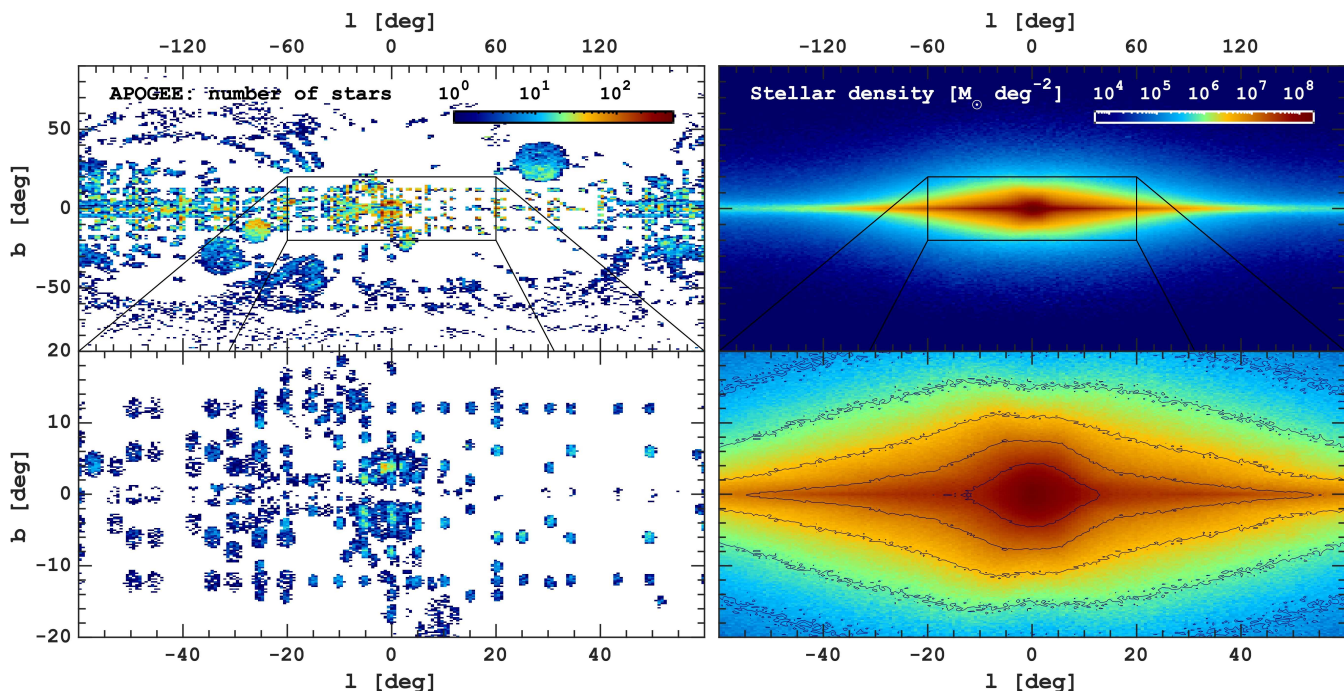 l [deg]
-120 -60 0 60 120
l [deg]
-120 -60 0 60 120
APOGEE: number of stars
10⁰ 10¹ 10²
Stellar density [M☉ deg⁻²]
10⁴ 10⁵ 10⁶ 10⁷ 10⁸
b [deg]
50
0
-50
b [deg]
20
10
0
-10
-20
-40 -20 0 20 40
l [deg]
-40 -20 0 20 40
l [deg]